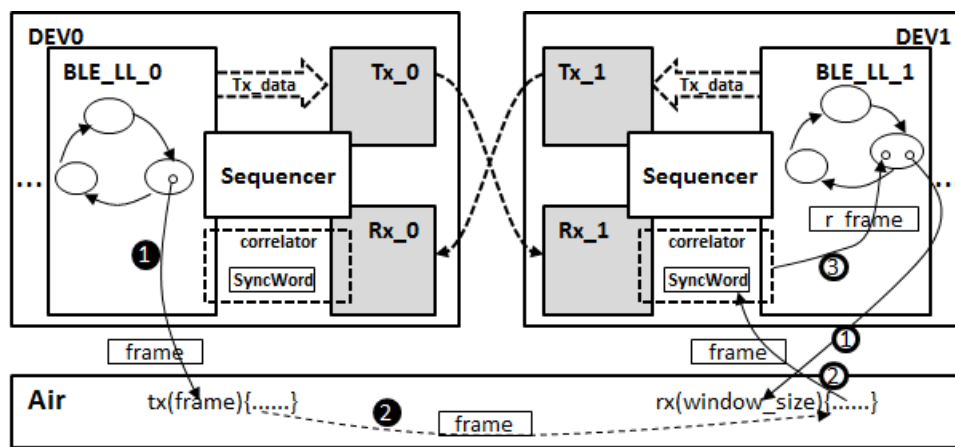 DEV0
DEV1
BLE_LL_0
Tx_data
Tx_0
Tx_1
Tx_data
BLE_LL_1
...
Sequencer
Sequencer
...
r_frame
correlator
Rx_0
Rx_1
correlator
1
SyncWord
SyncWord
3
frame
frame
1
2
Air
tx(frame){......}
2
frame
rx(window_size){......}